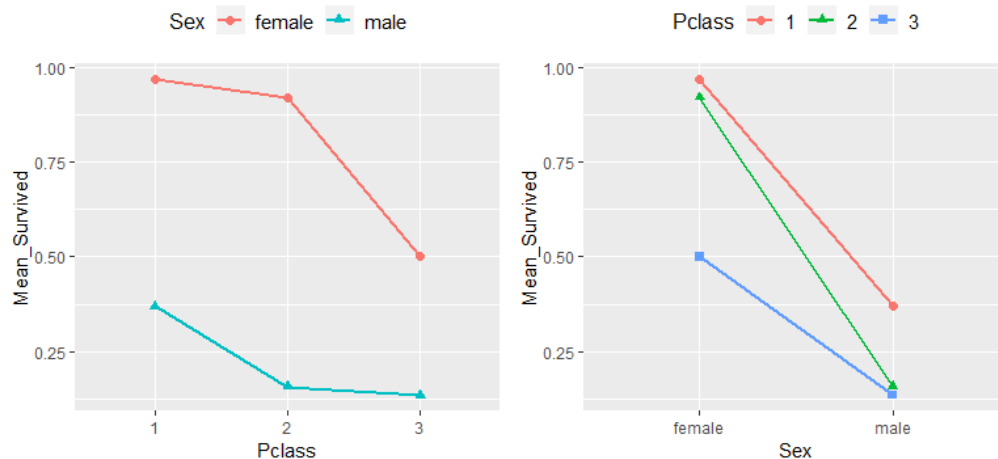 Sex female male
1.00
0.75
0.50
0.25
Mean_Survived
1 2 3
Pclass
Pclass 1 2 3
1.00
0.75
0.50
0.25
Mean_Survived
female male
Sex